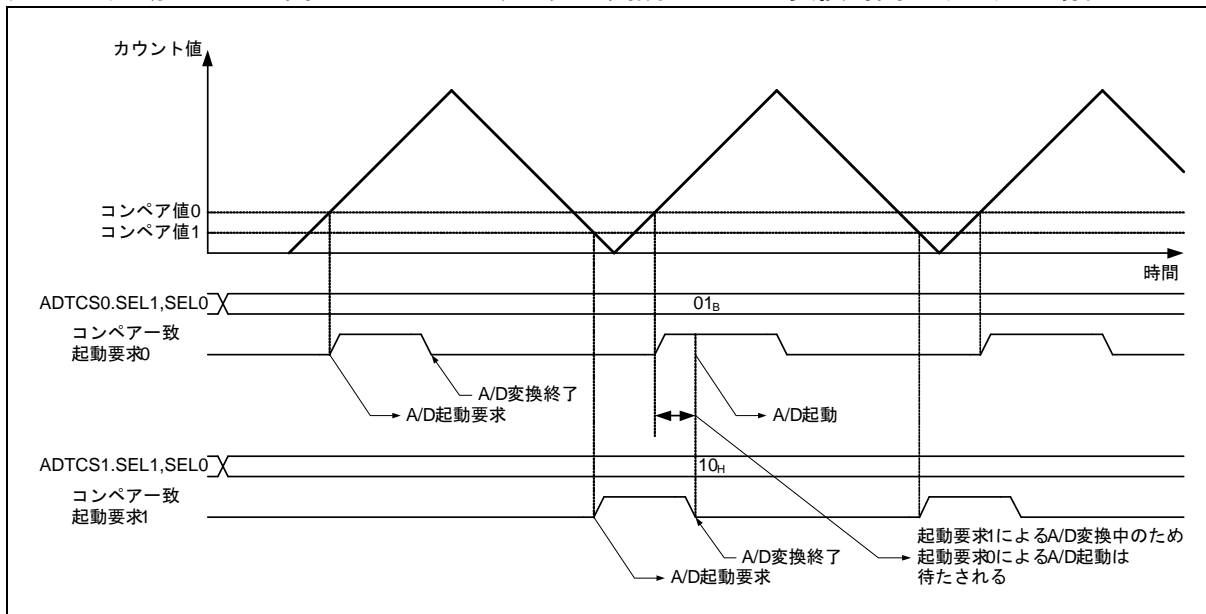 カウント値
コンペア値0
コンペア値1
時間
ADTCS0.SEL1,SEL0
01B
コンペア一致
起動要求0
A/D変換終了
A/D起動要求
A/D起動
ADTCS1.SEL1,SEL0
10H
コンペア一致
起動要求1
A/D変換終了
A/D起動要求
起動要求1によるA/D変換中のため
起動要求0によるA/D起動は
待たされる